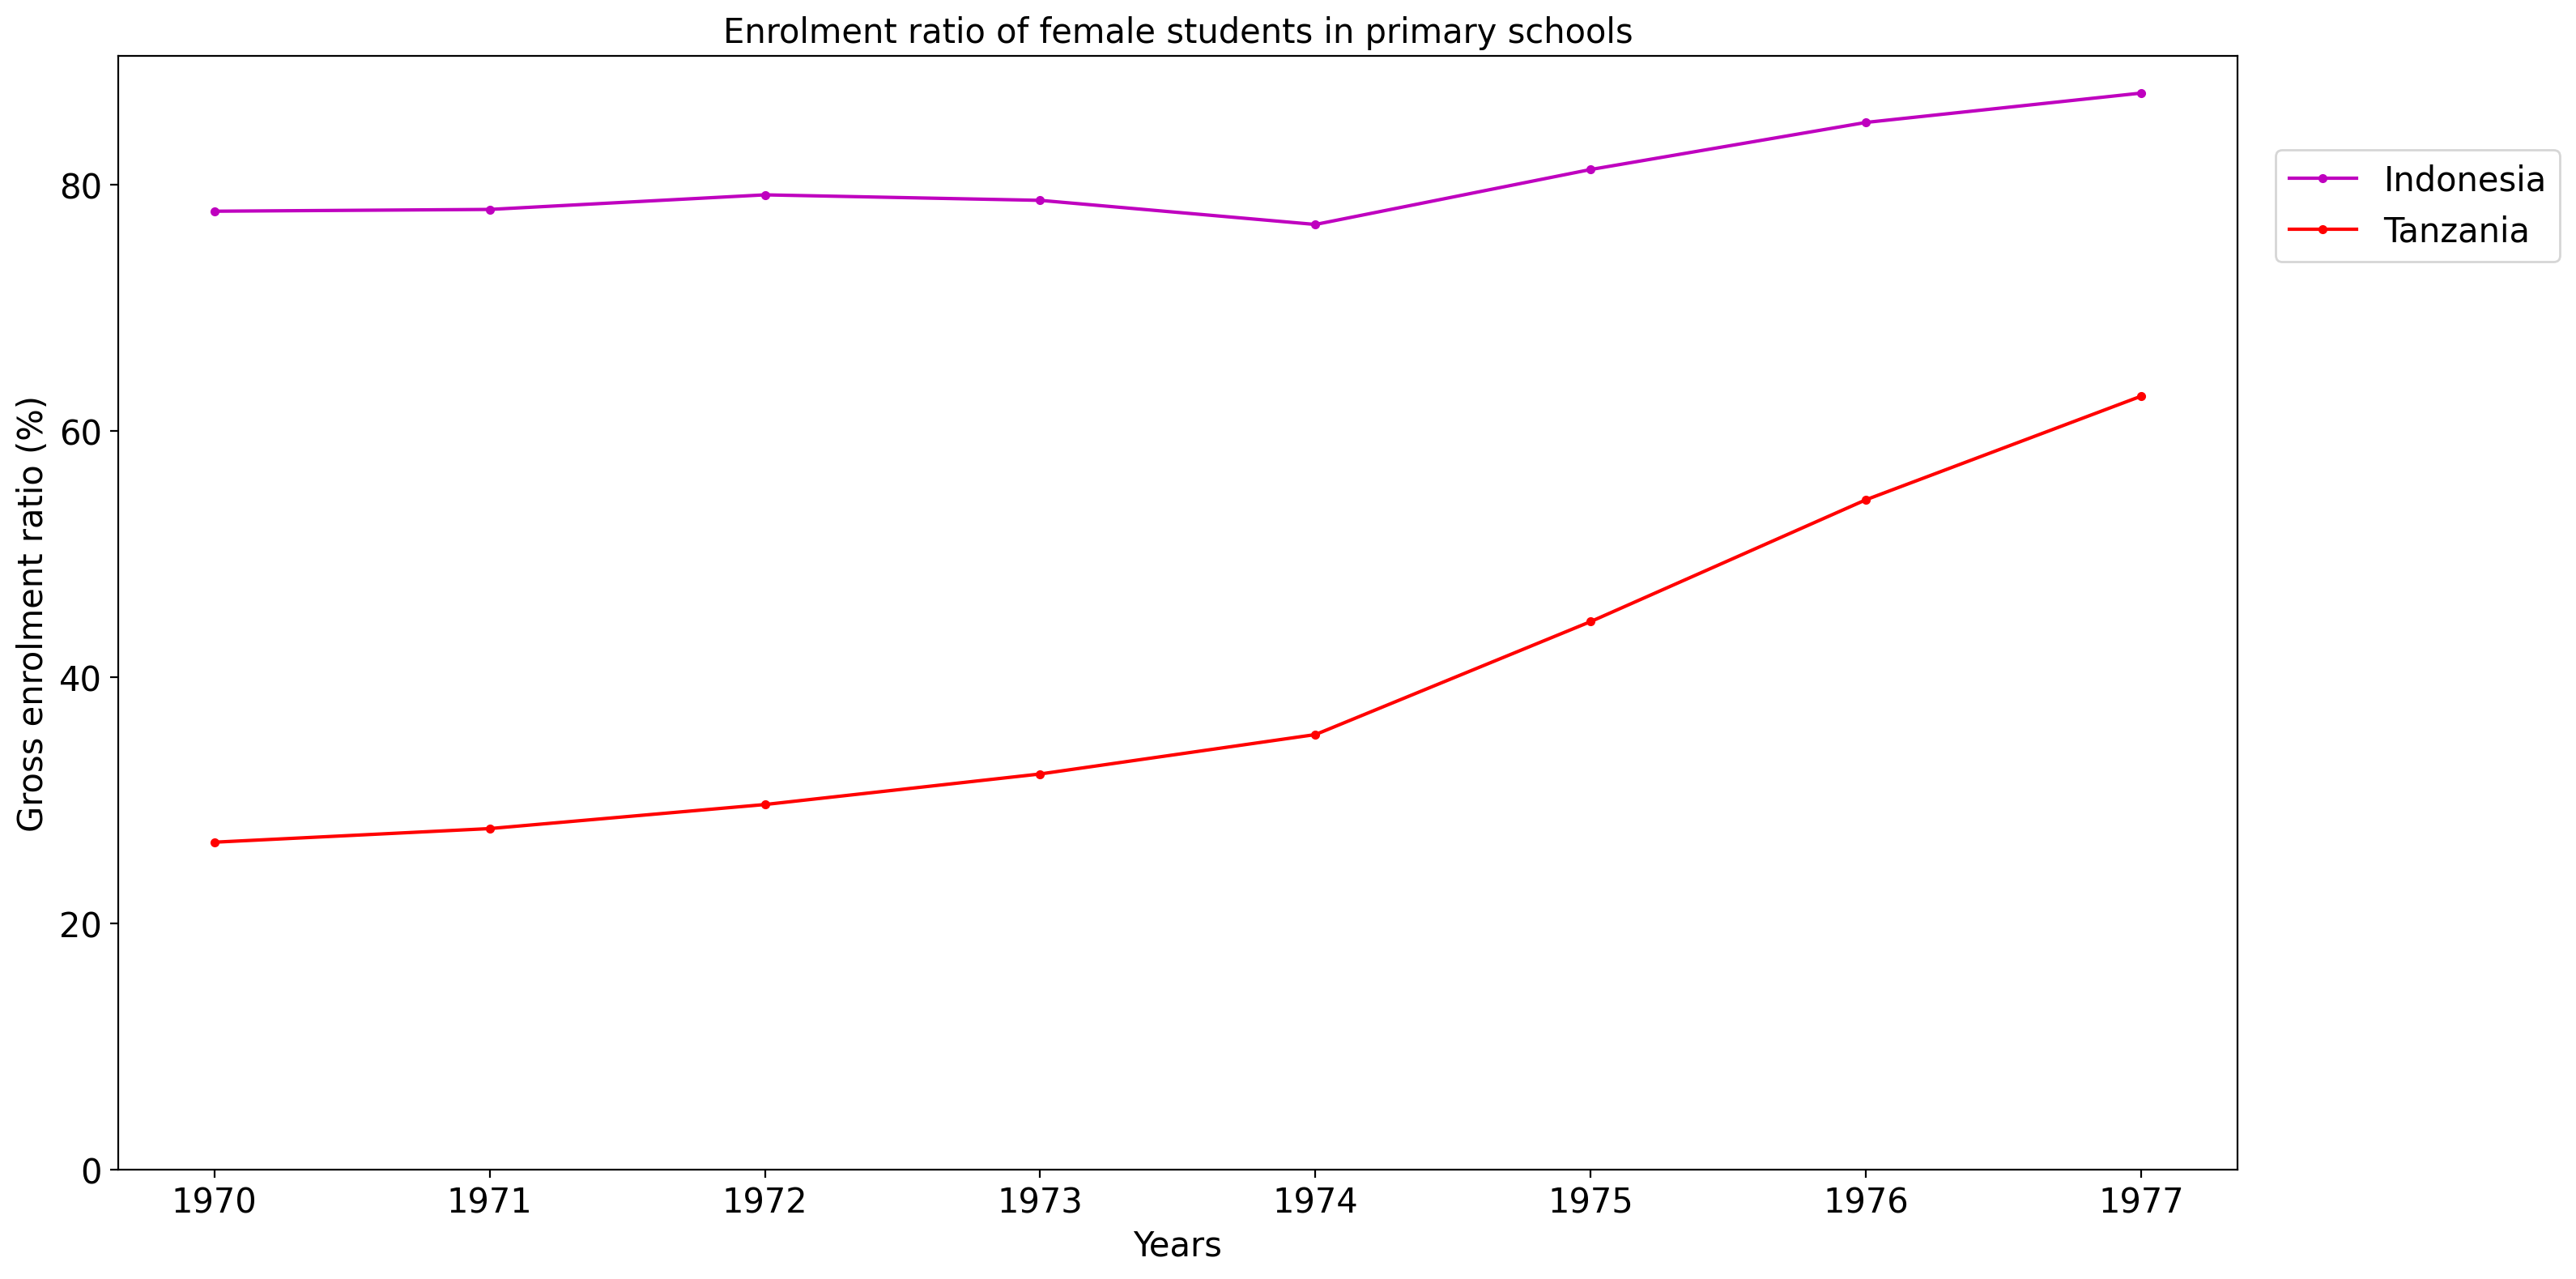 Enrolment ratio of female students in primary schools
Gross enrolment ratio (%)
80
60
40
20
0
1970 1971 1972 1973 1974 1975 1976 1977
Years
Indonesia
Tanzania